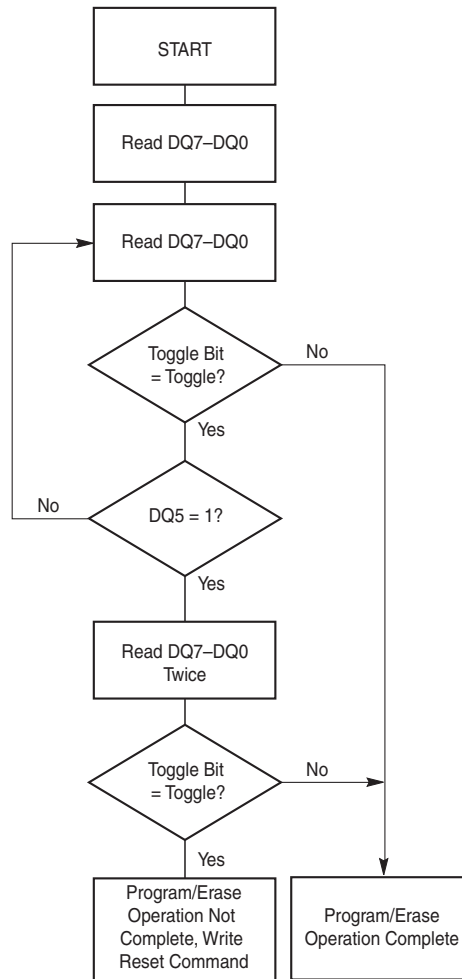 START
Read DQ7–DQ0
Read DQ7–DQ0
Toggle Bit
= Toggle?
No
Yes
No
DQ5 = 1?
Yes
Read DQ7–DQ0
Twice
Toggle Bit
= Toggle?
No
Yes
Program/Erase
Operation Not
Complete, Write
Reset Command
Program/Erase
Operation Complete